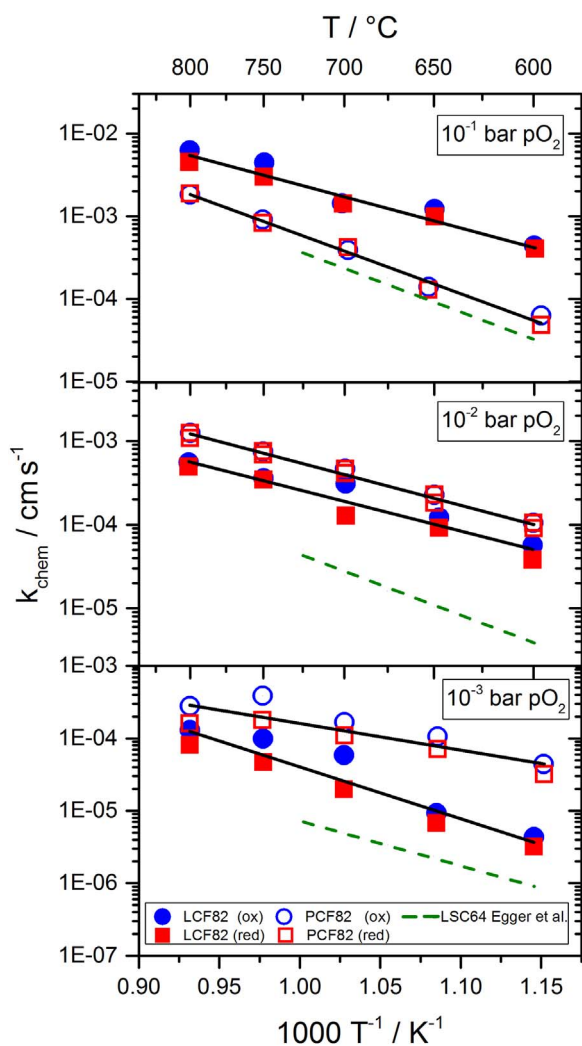 T / °C
800 750 700 650 600
10⁻¹ bar pO₂
1E-02
1E-03
1E-04
1E-05
10⁻² bar pO₂
1E-03
1E-04
1E-05
1E-03
k_chem / cm s⁻¹
10⁻³ bar pO₂
1E-04
1E-05
1E-06
1E-07
LCF82 (ox) PCF82 (ox) LSC64 Egger et al.
LCF82 (red) PCF82 (red)
0.90 0.95 1.00 1.05 1.10 1.15
1000 T⁻¹ / K⁻¹